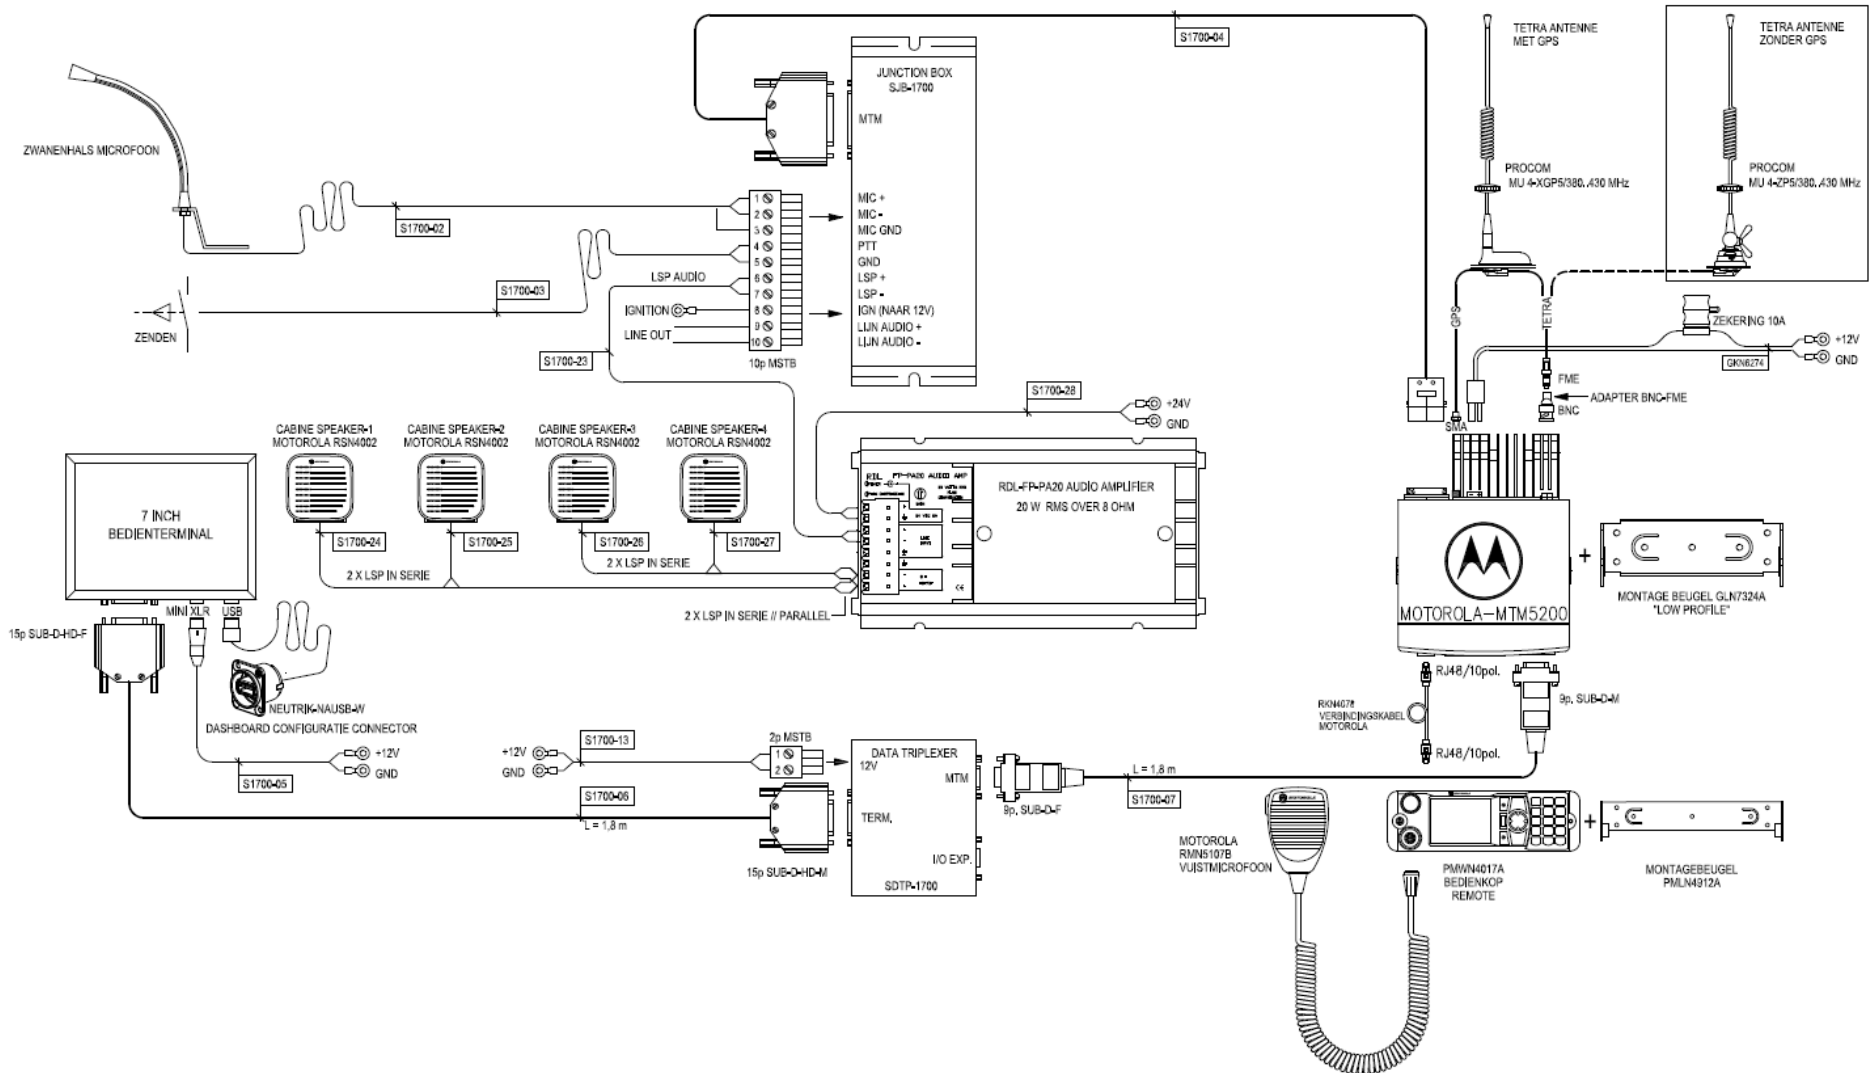 S1700-04
TETRA ANTENNE
MET GPS
TETRA ANTENNE
ZONDER GPS
JUNCTION BOX
SJB-1700
MTM
ZWANENHALS MICROFOON
PROCOM
MU 4-XGP5/380..430 MHz
PROCOM
MU 4-ZP5/380..430 MHz
S1700-02
1
2
3
4
5
6
7
8
9
10
MIC +
MIC -
MIC GND
PTT
GND
LSP +
LSP -
IGN (NAAR 12V)
LIJN AUDIO +
LIJN AUDIO -
LSP AUDIO
S1700-03
IGNITION
LINE OUT
ZENDEN
S1700-23
10p MSTB
GPS
TETRA
ZEKERING 10A
+12V
GND
GKN6274
FME
ADAPTER BNC-FME
BNC
SMA
S1700-28
+24V
GND
CABINE SPEAKER-1
MOTOROLA RSN4002
CABINE SPEAKER-2
MOTOROLA RSN4002
CABINE SPEAKER-3
MOTOROLA RSN4002
CABINE SPEAKER-4
MOTOROLA RSN4002
RDL FP-PA20 AUDIO AMP
RDL-FP-PA20 AUDIO AMPLIFIER
20 W RMS OVER 8 OHM
7 INCH
BEDIENTERMINAL
S1700-24
S1700-25
S1700-26
S1700-27
2 X LSP IN SERIE
2 X LSP IN SERIE
2 X LSP IN SERIE // PARALLEL
MOTOROLA-MTM5200
+
MONTAGE BEUGEL GLN7324A
"LOW PROFILE"
MINI XLR
USB
15p SUB-D-HD-F
NEUTRIK-NAUSB-W
DASHBOARD CONFIGURATIE CONNECTOR
+12V
GND
S1700-05
+12V
GND
S1700-13
2p MSTB
1
2
DATA TRIPLEXER
12V
MTM
TERM.
I/O EXP.
SDTP-1700
S1700-06
L = 1,8 m
15p SUB-D-HD-M
9p. SUB-D-F
L = 1,8 m
S1700-07
RJ48/10pol.
RKN4078
VERBINDINGSKABEL
MOTOROLA
RJ48/10pol.
9p. SUB-D-M
MOTOROLA
RMN5107B
VUISTMICROFOON
PMWN4017A
BEDIENKOP
REMOTE
+
MONTAGEBEUGEL
PMLN4912A